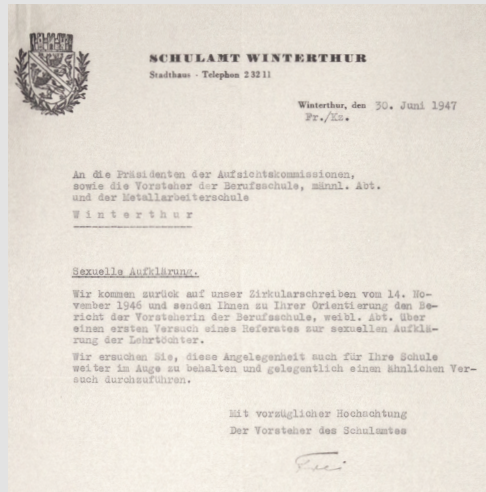 SCHULAMT WINTERTHUR
Stadthaus - Telephon 2 32 11
Winterthur, den 30. Juni 1947
Fr./Ks.
An die Präsidenten der Aufsichtskommissionen,
sowie die Vorsteher der Berufsschule, männl. Abt.
und der Metallarbeiterschule
W i n t e r t h u r
Sexuelle Aufklärung.
Wir kommen zurück auf unser Zirkularschreiben vom 14. No-
vember 1946 und senden Ihnen zu Ihrer Orientierung den Be-
richt der Vorsteherin der Berufsschule, weibl. Abt. über
einen ersten Versuch eines Referates zur sexuellen Aufklä-
rung der Lehrtöchter.
Wir ersuchen Sie, diese Angelegenheit auch für Ihre Schule
weiter im Auge zu behalten und gelegentlich einen ähnlichen Ver-
such durchzuführen.
Mit vorzüglicher Hochachtung
Der Vorsteher des Schulamtes
Frei